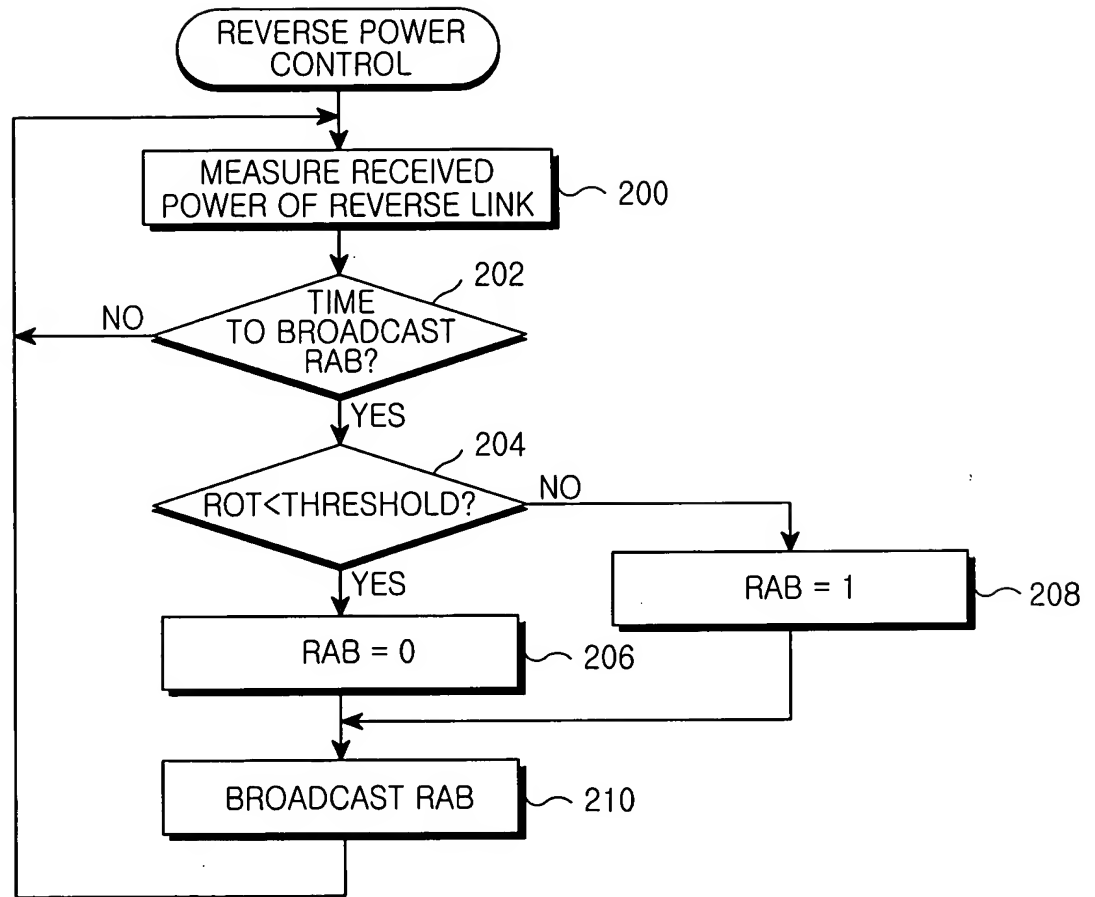 REVERSE POWER
CONTROL
MEASURE RECEIVED
POWER OF REVERSE LINK
200
202
TIME
TO BROADCAST
RAB?
NO
YES
204
ROT<THRESHOLD?
NO
YES
RAB = 1
208
RAB = 0
206
BROADCAST RAB
210